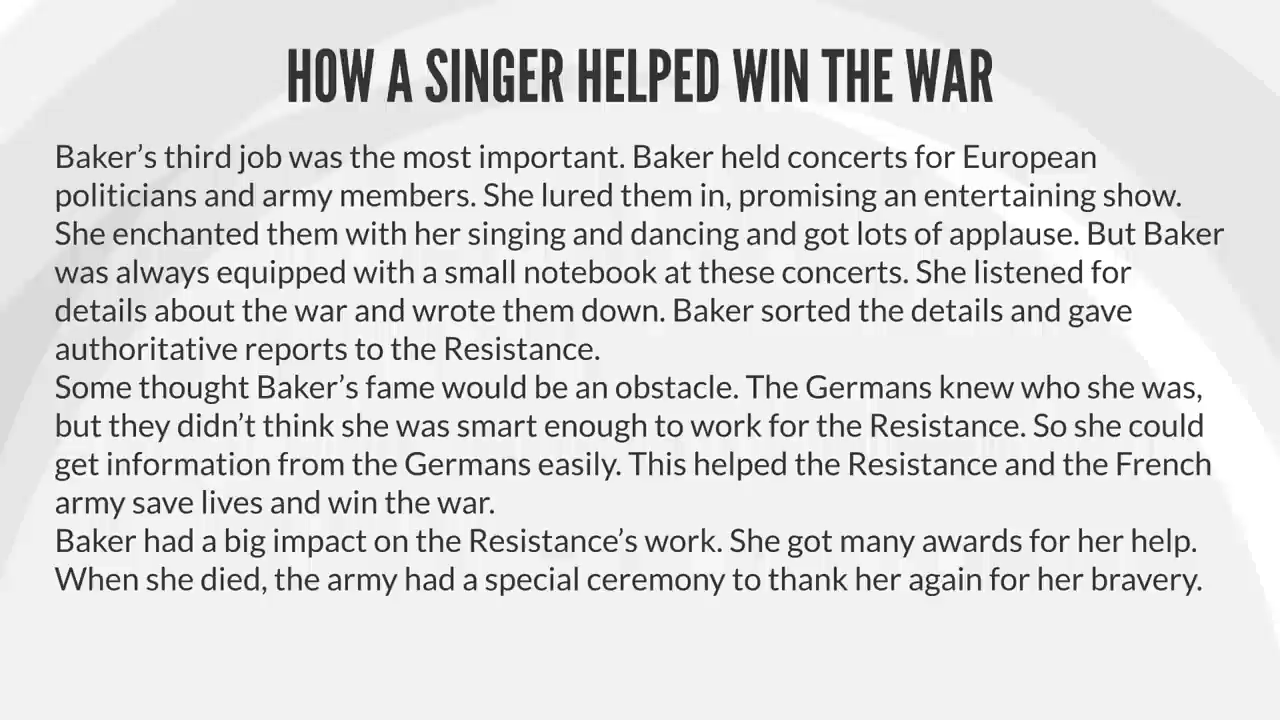 HOW A SINGER HELPED WIN THE WAR
Baker’s third job was the most important. Baker held concerts for European
politicians and army members. She lured them in, promising an entertaining show.
She enchanted them with her singing and dancing and got lots of applause. But Baker
was always equipped with a small notebook at these concerts. She listened for
details about the war and wrote them down. Baker sorted the details and gave
authoritative reports to the Resistance.
Some thought Baker’s fame would be an obstacle. The Germans knew who she was,
but they didn’t think she was smart enough to work for the Resistance. So she could
get information from the Germans easily. This helped the Resistance and the French
army save lives and win the war.
Baker had a big impact on the Resistance’s work. She got many awards for her help.
When she died, the army had a special ceremony to thank her again for her bravery.